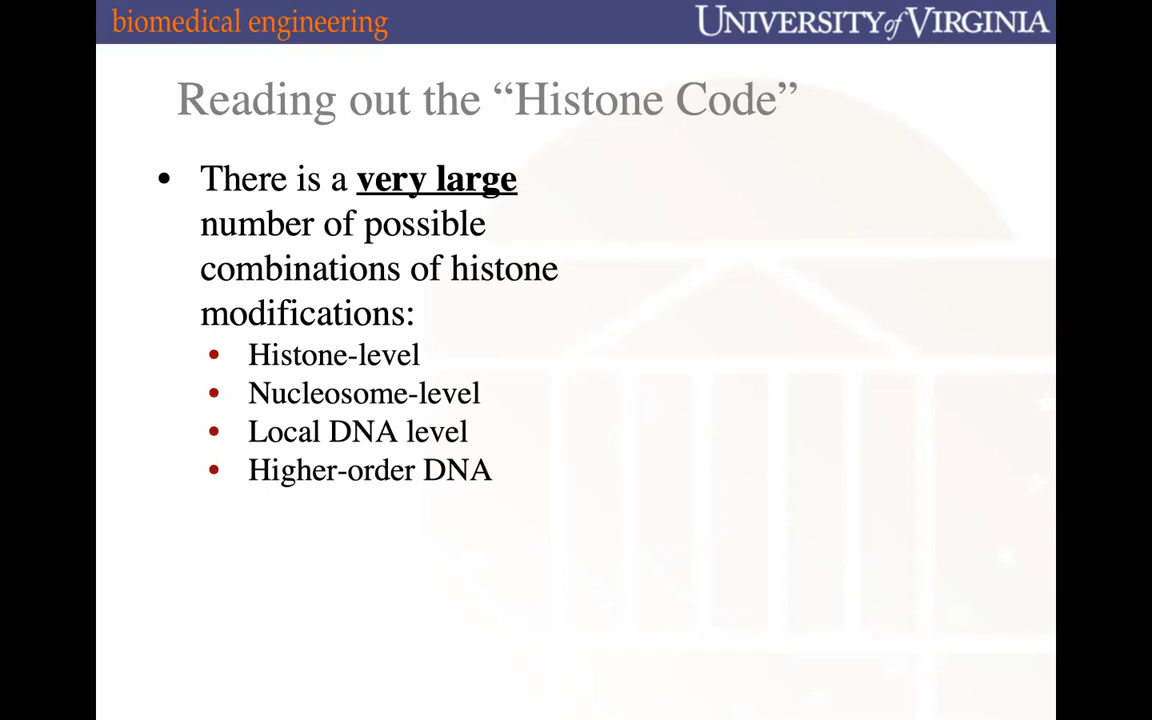 biomedical engineering
UNIVERSITY of VIRGINIA
Reading out the “Histone Code”
• There is a very large
number of possible
combinations of histone
modifications:
• Histone-level
• Nucleosome-level
• Local DNA level
• Higher-order DNA